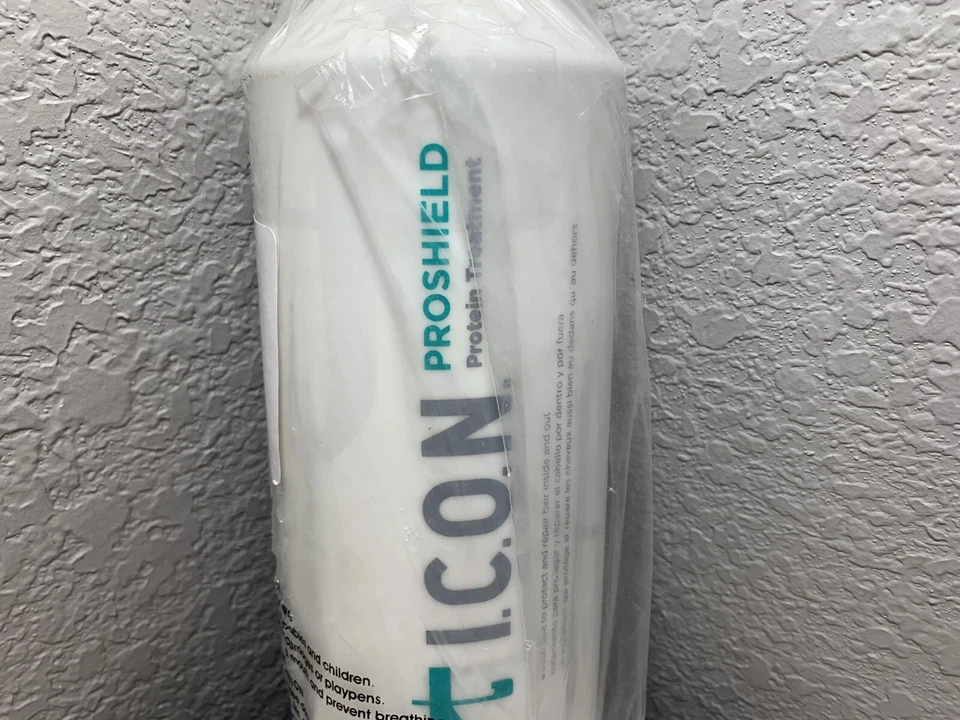 PROSHIELD
Protein Treatment
I.C.O.N.
t
to protect and repair hair inside and out
para proteger y reparar el cabello por dentro y por fuera
que protège et répare les cheveux aussi bien au dedans qu' au dehors
and children.
or playpens.
and prevent breathing